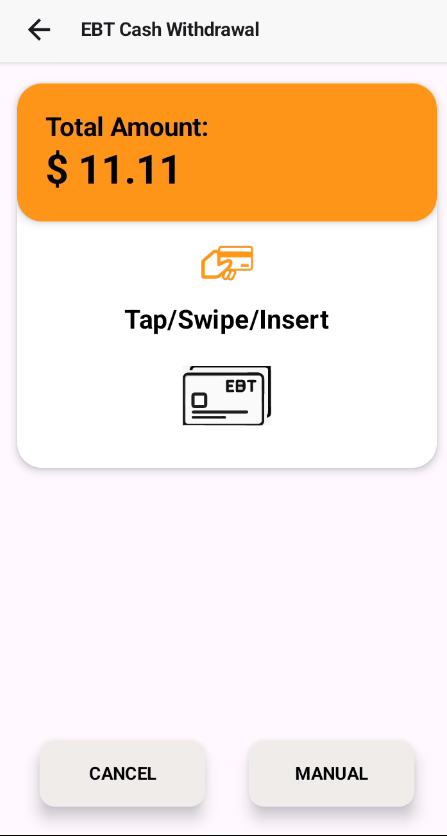 EBT Cash Withdrawal
Total Amount:
$ 11.11
Tap/Swipe/Insert
EBT
CANCEL
MANUAL